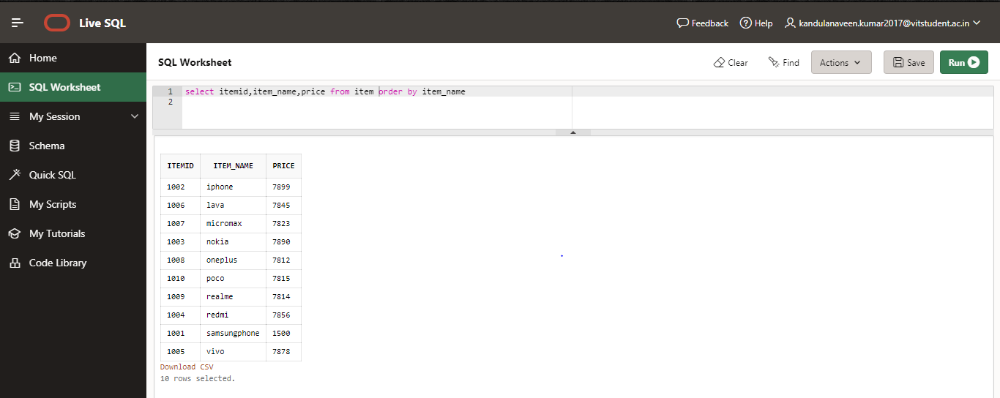 Live SQL
Feedback Help kandulanaveen.kumar2017@vitstudent.ac.in
Home
SQL Worksheet
My Session
Schema
Quick SQL
My Scripts
My Tutorials
Code Library
SQL Worksheet
Clear Find Actions Save Run
1 select itemid,item_name,price from item order by item_name
2
ITEMID ITEM_NAME PRICE
1002 iphone 7899
1006 lava 7845
1007 micromax 7823
1003 nokia 7890
1008 oneplus 7812
1010 poco 7815
1009 realme 7814
1004 redmi 7856
1001 samsungphone 1500
1005 vivo 7878
Download CSV
10 rows selected.